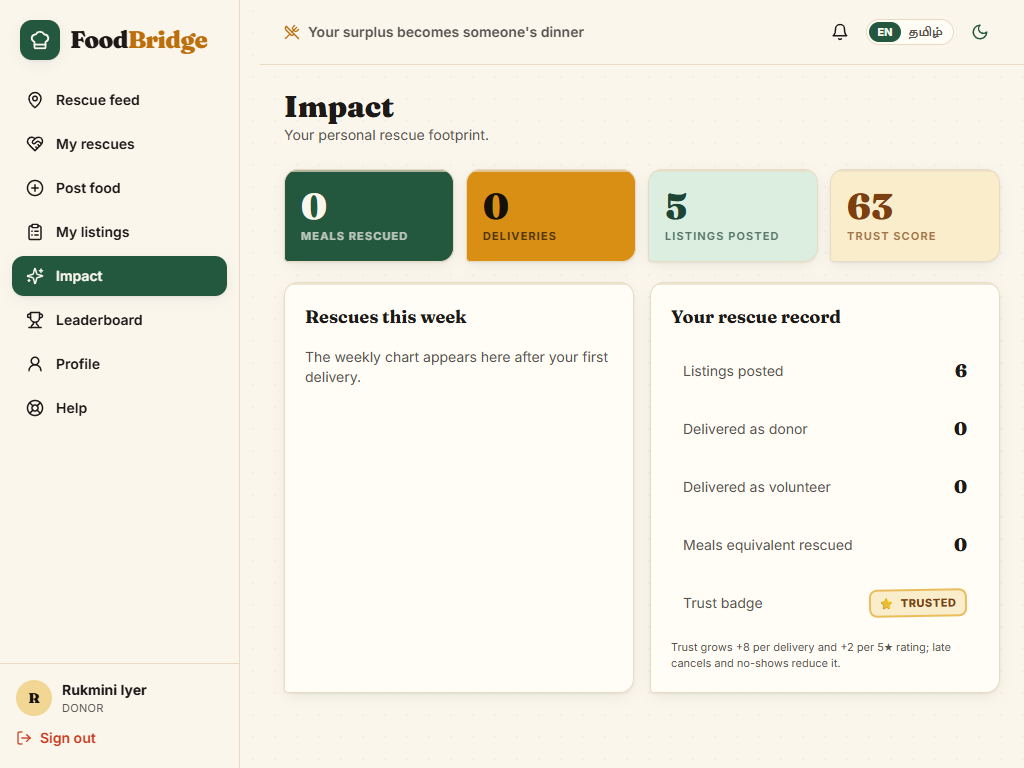 FoodBridge
Rescue feed
My rescues
Post food
My listings
Impact
Leaderboard
Profile
Help
R
Rukmini Iyer
DONOR
Sign out
Your surplus becomes someone's dinner
EN
தமிழ்
Impact
Your personal rescue footprint.
0
MEALS RESCUED
0
DELIVERIES
5
LISTINGS POSTED
63
TRUST SCORE
Rescues this week
The weekly chart appears here after your first
delivery.
Your rescue record
Listings posted 6
Delivered as donor 0
Delivered as volunteer 0
Meals equivalent rescued 0
Trust badge ⭐ TRUSTED
Trust grows +8 per delivery and +2 per 5★ rating; late
cancels and no-shows reduce it.